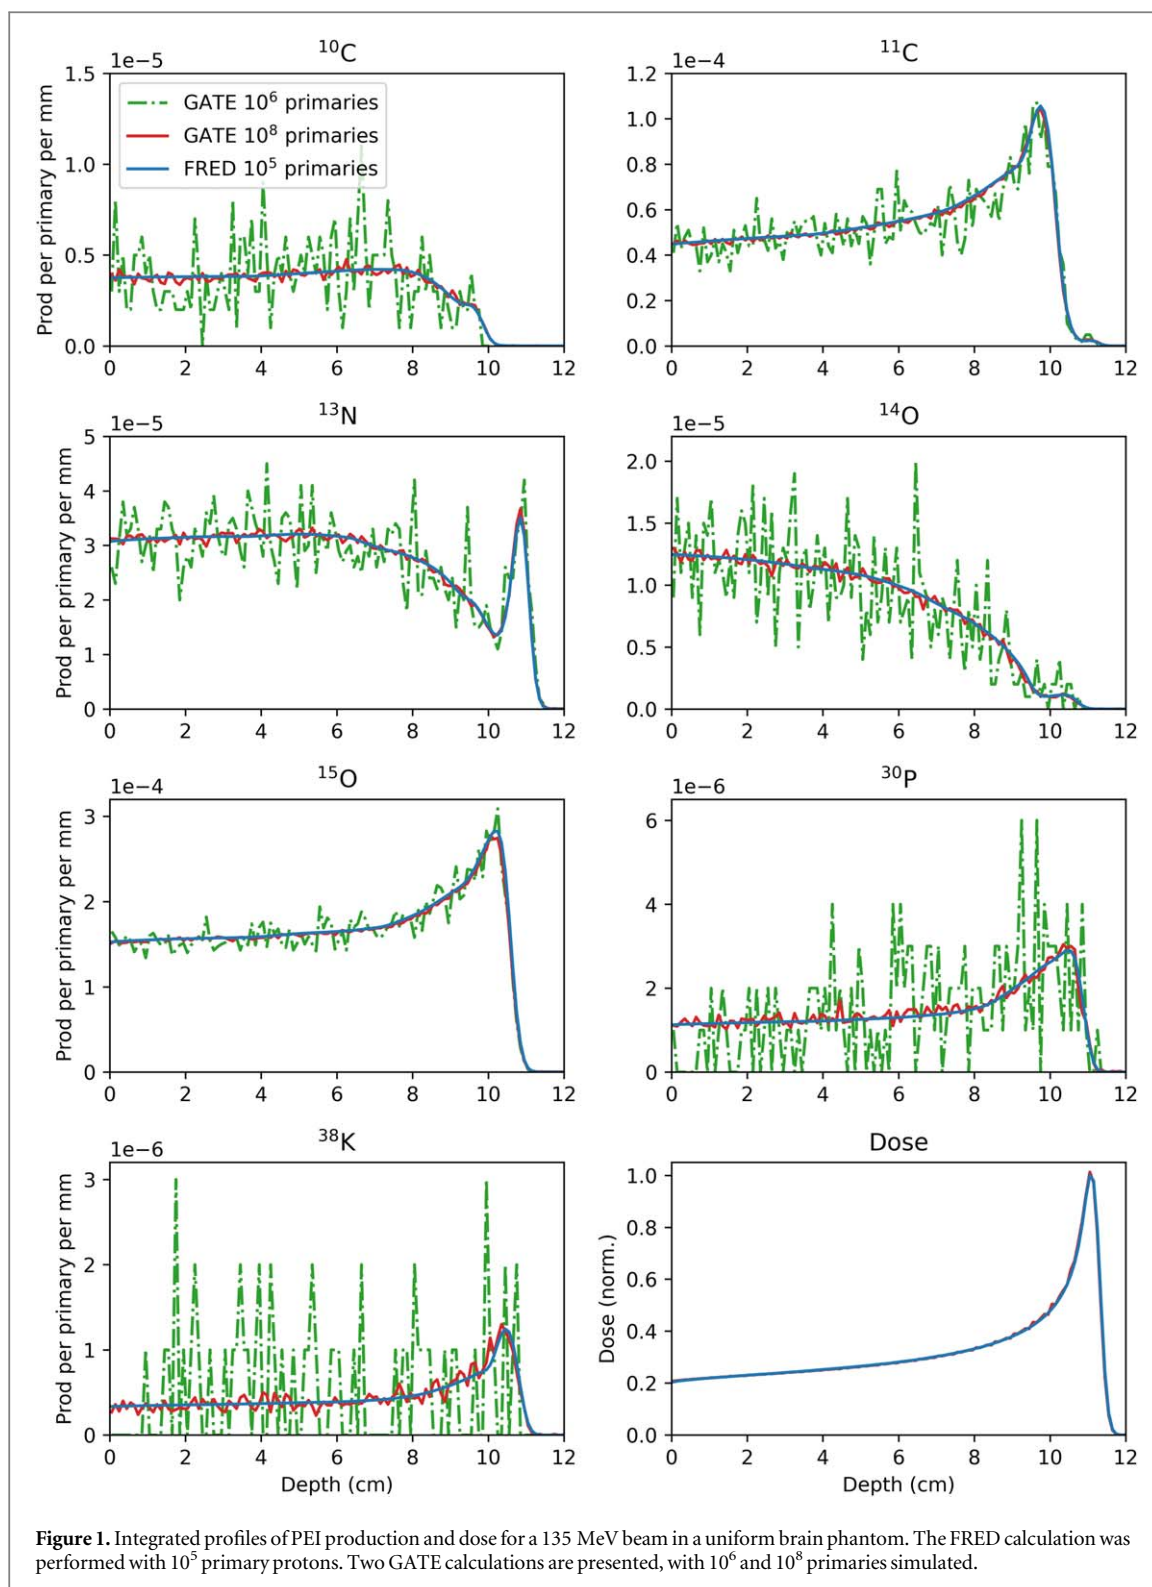 ¹⁰C
1e−5
Prod per primary per mm
1.5
1.0
0.5
0.0
0 2 4 6 8 10 12
GATE 10⁶ primaries
GATE 10⁸ primaries
FRED 10⁵ primaries
¹¹C
1e−4
1.2
1.0
0.8
0.6
0.4
0.2
0.0
0 2 4 6 8 10 12
¹³N
1e−5
Prod per primary per mm
5
4
3
2
1
0
0 2 4 6 8 10 12
¹⁴O
1e−5
2.0
1.5
1.0
0.5
0.0
0 2 4 6 8 10 12
¹⁵O
1e−4
Prod per primary per mm
3
2
1
0
0 2 4 6 8 10 12
³⁰P
1e−6
6
4
2
0
0 2 4 6 8 10 12
³⁸K
1e−6
Prod per primary per mm
3
2
1
0
0 2 4 6 8 10 12
Depth (cm)
Dose
Dose (norm.)
1.0
0.8
0.6
0.4
0.2
0.0
0 2 4 6 8 10 12
Depth (cm)
Figure 1. Integrated profiles of PEI production and dose for a 135 MeV beam in a uniform brain phantom. The FRED calculation was
performed with 10⁵ primary protons. Two GATE calculations are presented, with 10⁶ and 10⁸ primaries simulated.